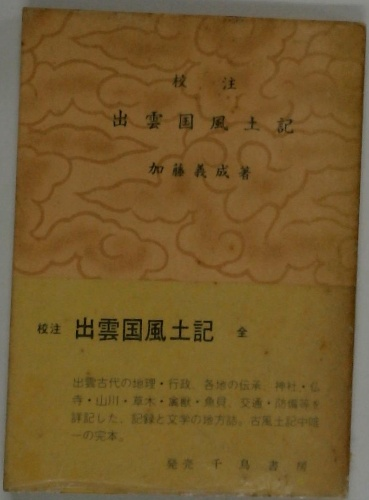 校注
出雲国風土記
加藤義成著
校注 出雲国風土記 全
出雲古代の地理・行政、各地の伝承、神社・仏
寺・山川・草木・禽獣・魚貝、交通・防備等を
詳記した、記録と文学の地方誌。古風土記中唯
一の完本。
発売 千鳥書房